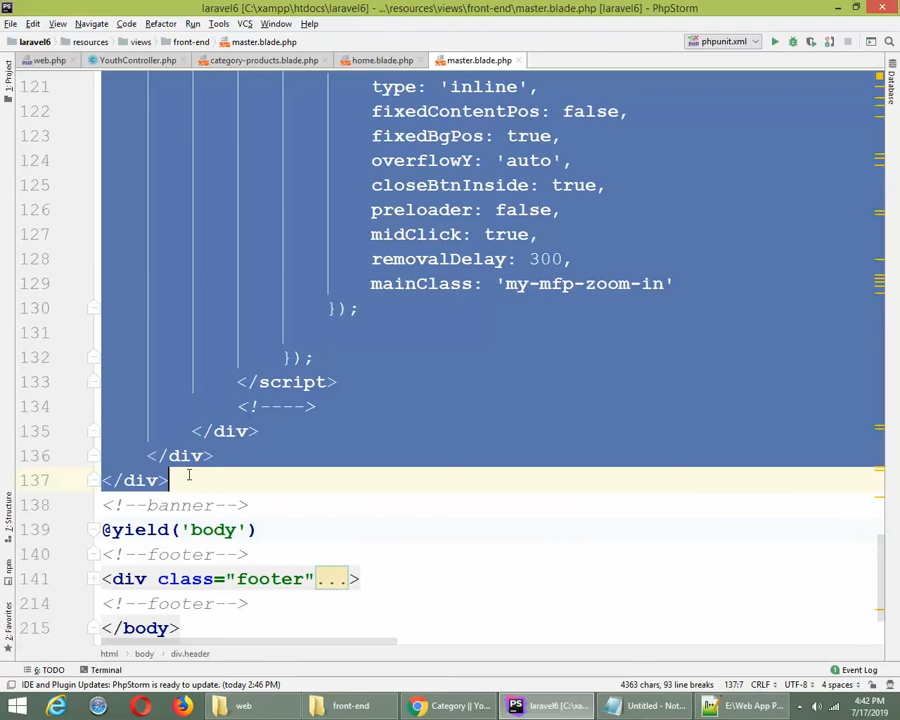 laravel6 [C:\xampp\htdocs\laravel6] - ...\resources\views\front-end\master.blade.php [laravel6] - PhpStorm
File Edit View Navigate Code Refactor Run Tools VCS Window Help
laravel6 resources views front-end master.blade.php phpunit.xml
web.php YouthController.php category-products.blade.php home.blade.php master.blade.php
1: Project
Database
7: Structure
npm
2: Favorites
121 type: 'inline',
122 fixedContentPos: false,
123 fixedBgPos: true,
124 overflowY: 'auto',
125 closeBtnInside: true,
126 preloader: false,
127 midClick: true,
128 removalDelay: 300,
129 mainClass: 'my-mfp-zoom-in'
130 });
131
132 });
133 </script>
134 <!---->
135 </div>
136 </div>
137 </div>
138 <!--banner-->
139 @yield('body')
140 <!--footer-->
141 <div class="footer"...>
214 <!--footer-->
215 </body>
html body div.header
6: TODO Terminal Event Log
IDE and Plugin Updates: PhpStorm is ready to update. (today 2:46 PM) 4363 chars, 93 line breaks 137:7 CRLF UTF-8 4 spaces
web front-end Category || Yo... laravel6 [C:\xa... Untitled - Not... E:\Web App P... 4:42 PM
7/17/2019